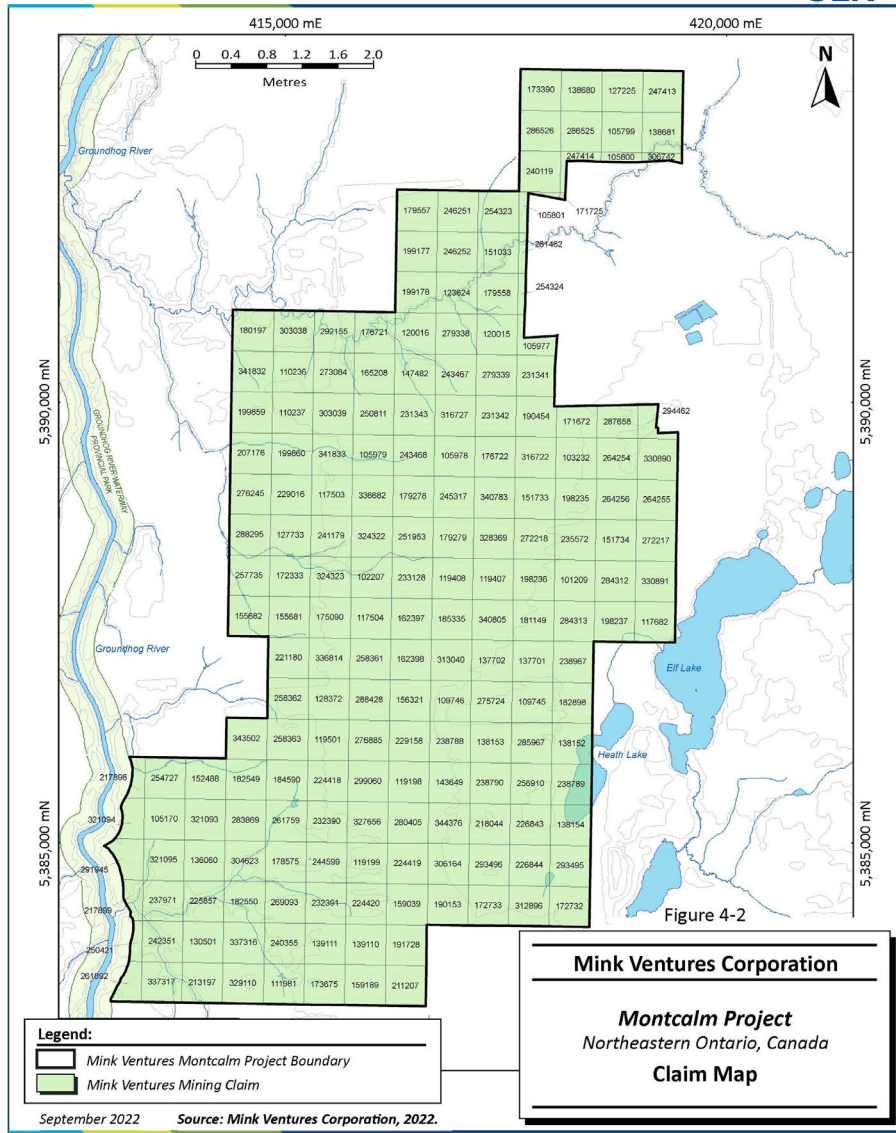 415,000 mE 420,000 mE
0 0.4 0.8 1.2 1.6 2.0
Metres
N
Groundhog River
173390 138680 127225 247413
286526 286525 105799 138681
247414 105800 306742
240119
105801 171725
179557 246251 254323
281462
199177 246252 151033
254324
199178 123624 179558
180197 303038 292155 176721 120016 279338 120015
105977
341832 110236 273084 165208 147482 243467 279339 231341
5,390,000 mN 5,390,000 mN
199859 110237 303039 250811 231343 316727 231342 190454 171672 287658 294462
GROUNDHOG RIVER WATERWAY
PROVINCIAL PARK
207176 199860 341833 105979 243468 105978 176722 316722 103232 264254 330890
276245 229016 117503 336682 179278 245317 340783 151733 198235 264256 264255
288295 127733 241179 324322 251953 179279 328369 272218 235572 151734 272217
257735 172333 324323 102207 233128 119408 119407 198236 101209 284312 330891
155682 155681 175090 117504 162397 185335 340805 181149 284313 198237 117682
Groundhog River
221180 336814 258361 162398 313040 137702 137701 238967
Elf Lake
258362 128372 288428 156321 109746 275724 109745 182898
343502 258363 119501 276885 229158 238788 138153 285967 138152
Heath Lake
217898 254727 152488 182549 184590 224418 299060 119198 143649 238790 256910 238789
321094 105170 321093 283869 261759 232390 327656 280405 344376 218044 226843 138154
5,385,000 mN 5,385,000 mN
291945 321095 136060 304623 178575 244599 119199 224419 306164 293496 226844 293495
217899 237971 225857 182550 269093 232391 224420 159039 190153 172733 312896 172732
250421 242351 130501 337316 240355 139111 139110 191728
261892 337317 213197 329110 111981 173675 159189 211207
Figure 4-2
Mink Ventures Corporation
Montcalm Project
Northeastern Ontario, Canada
Claim Map
Legend:
Mink Ventures Montcalm Project Boundary
Mink Ventures Mining Claim
September 2022 Source: Mink Ventures Corporation, 2022.